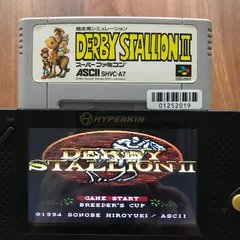 競走馬シミュレーション
DERBY STALLION II
スーパーファミコン
ASCII SHVC-A7
01252019
HYPERKIN
DERBY
STALLION II
GAME START
BREEDER'S CUP
©1994 SONOBE HIROYUKI / ASCII